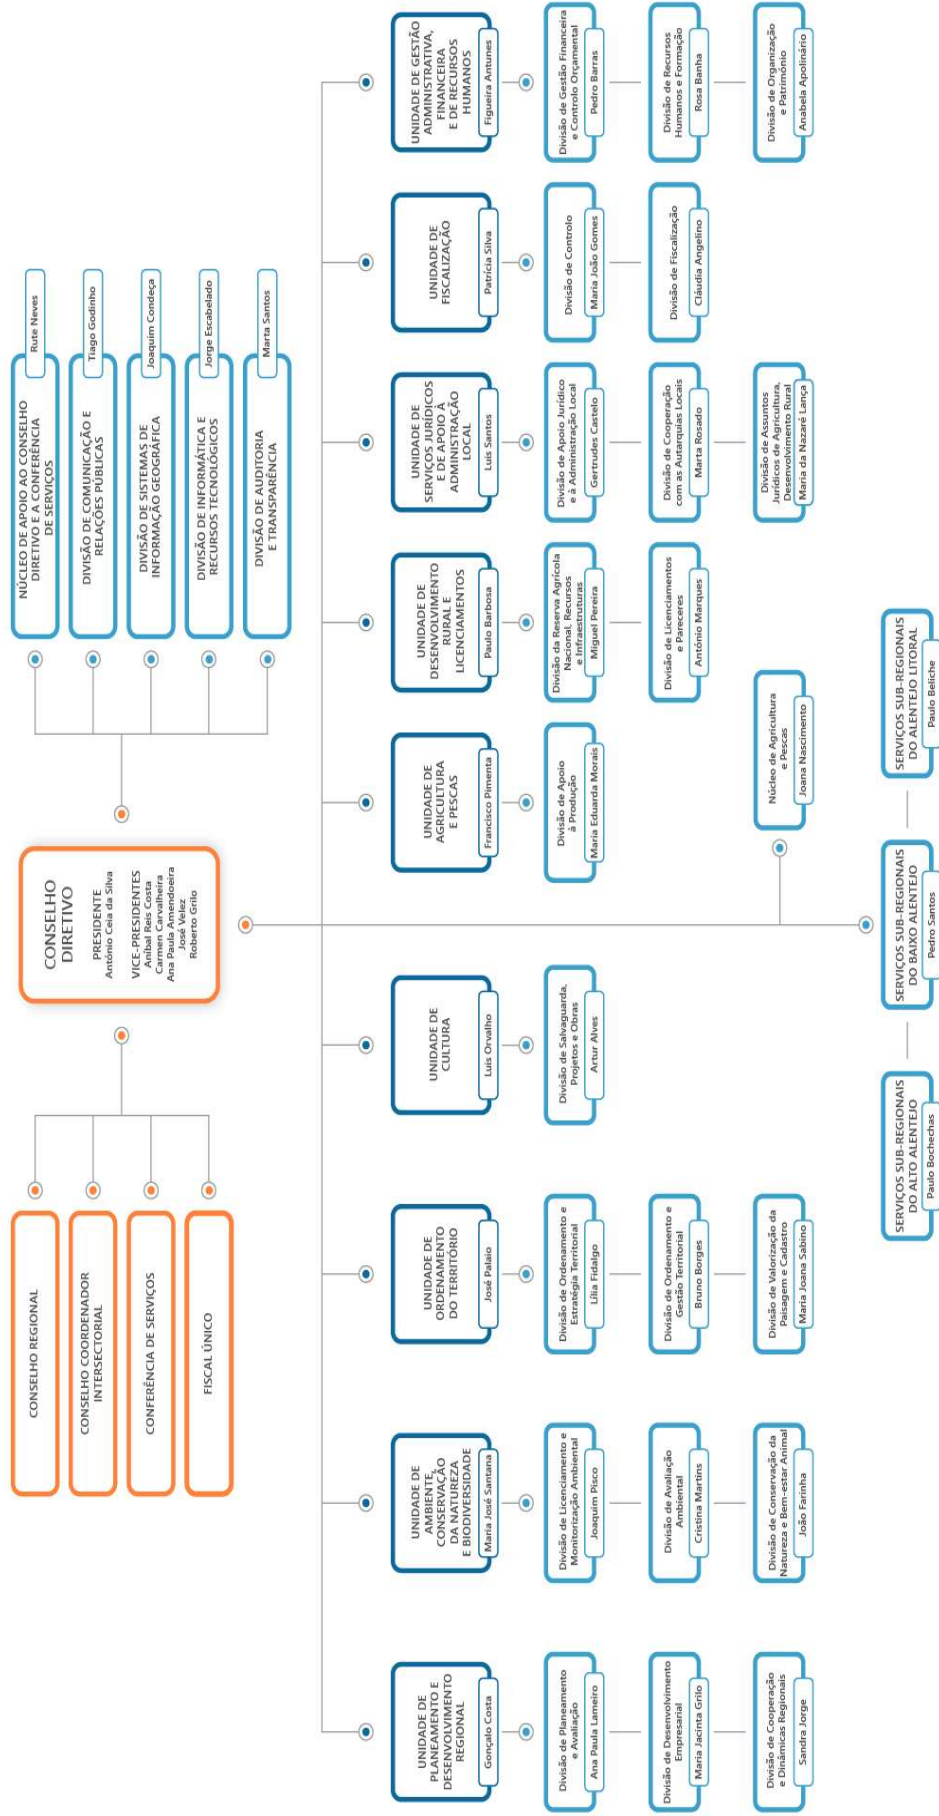 CONSELHO REGIONAL
CONSELHO COORDENADOR
INTERSECTORIAL
CONFERÊNCIA DE SERVIÇOS
FISCAL ÚNICO
CONSELHO
DIRETIVO
PRESIDENTE
António Ceia da Silva
VICE-PRESIDENTES
Aníbal Reis Costa
Carmen Carvalheira
Ana Paula Amendoeira
José Velez
Roberto Grilo
NÚCLEO DE APOIO AO CONSELHO
DIRETIVO E A CONFERÊNCIA
DE SERVIÇOS
Rute Neves
DIVISÃO DE COMUNICAÇÃO E
RELAÇÕES PÚBLICAS
Tiago Godinho
DIVISÃO DE SISTEMAS DE
INFORMAÇÃO GEOGRÁFICA
Joaquim Condeça
DIVISÃO DE INFORMÁTICA E
RECURSOS TECNOLÓGICOS
Jorge Escabelado
DIVISÃO DE AUDITORIA
E TRANSPARÊNCIA
Marta Santos
UNIDADE DE
PLANEAMENTO E
DESENVOLVIMENTO
REGIONAL
Gonçalo Costa
Divisão de Planeamento
e Avaliação
Ana Paula Lameiro
Divisão de Desenvolvimento
Empresarial
Maria Jacinta Grilo
Divisão de Cooperação
e Dinâmicas Regionais
Sandra Jorge
UNIDADE DE
AMBIENTE,
CONSERVAÇÃO
DA NATUREZA
E BIODIVERSIDADE
Maria José Santana
Divisão de Licenciamento e
Monitorização Ambiental
Joaquim Pisco
Divisão de Avaliação
Ambiental
Cristina Martins
Divisão de Conservação da
Natureza e Bem-estar Animal
João Farinha
UNIDADE DE
ORDENAMENTO
DO TERRITÓRIO
José Palaio
Divisão de Ordenamento e
Estratégia Territorial
Lília Fidalgo
Divisão de Ordenamento e
Gestão Territorial
Bruno Borges
Divisão de Valorização da
Paisagem e Cadastro
Maria Joana Sabino
UNIDADE DE
CULTURA
Luís Orvalho
Divisão de Salvaguarda,
Projetos e Obras
Artur Alves
UNIDADE DE
AGRICULTURA
E PESCAS
Francisco Pimenta
Divisão de Apoio
à Produção
Maria Eduarda Morais
UNIDADE DE
DESENVOLVIMENTO
RURAL E
LICENCIAMENTOS
Paulo Barbosa
Divisão da Reserva Agrícola
Nacional, Recursos
e Infraestruturas
Miguel Pereira
Divisão de Licenciamentos
e Pareceres
António Marques
UNIDADE DE
SERVIÇOS JURÍDICOS
E DE APOIO À
ADMINISTRAÇÃO
LOCAL
Luís Santos
Divisão de Apoio Jurídico
e à Administração Local
Gertrudes Castelo
Divisão de Cooperação
com as Autarquias Locais
Marta Rosado
Divisão de Assuntos
Jurídicos de Agricultura,
Desenvolvimento Rural
Maria da Nazaré Lança
UNIDADE DE
FISCALIZAÇÃO
Patrícia Silva
Divisão de Controlo
Maria João Gomes
Divisão de Fiscalização
Cláudia Angelino
UNIDADE DE GESTÃO
ADMINISTRATIVA,
FINANCEIRA
E DE RECURSOS
HUMANOS
Figueira Antunes
Divisão de Gestão Financeira
e Controlo Orçamental
Pedro Barras
Divisão de Recursos
Humanos e Formação
Rosa Banha
Divisão de Organização
e Património
Anabela Apolinário
Núcleo de Agricultura
e Pescas
Joana Nascimento
SERVIÇOS SUB-REGIONAIS
DO ALTO ALENTEJO
Paulo Bochechas
SERVIÇOS SUB-REGIONAIS
DO BAIXO ALENTEJO
Pedro Santos
SERVIÇOS SUB-REGIONAIS
DO ALENTEJO LITORAL
Paulo Beliche